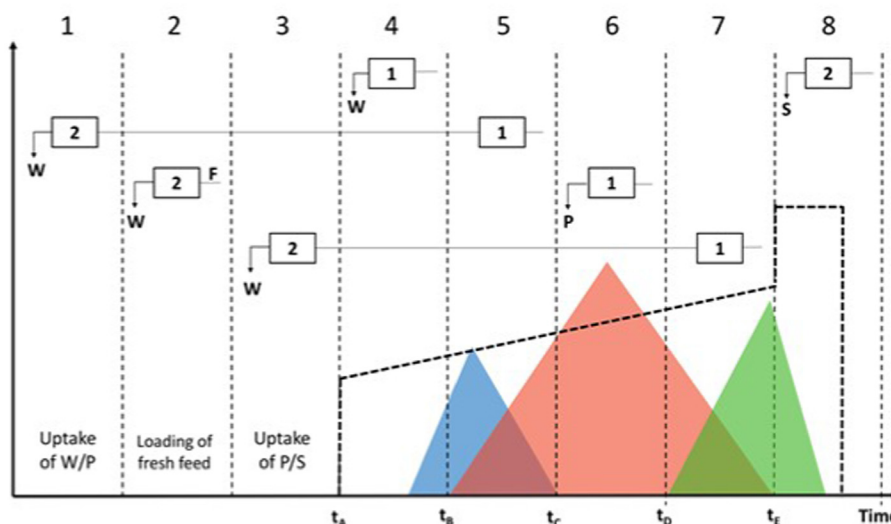 1 2 3 4 5 6 7 8
1 2
W S
2 1
W
2 F 1
W P
2 1
W
Uptake of W/P
Loading of fresh feed
Uptake of P/S
tA tB tC tD tE Time